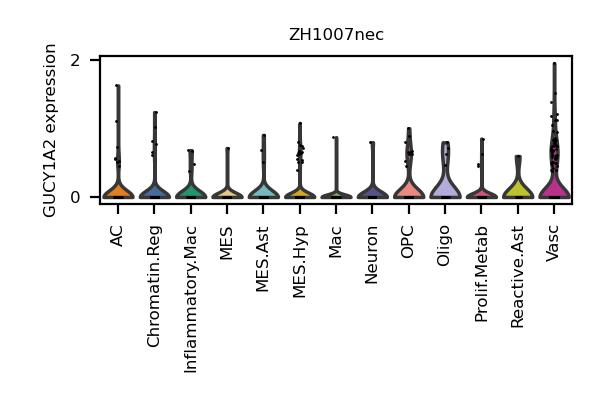 ZH1007nec
GUCY1A2 expression
2
0
AC
Chromatin.Reg
Inflammatory.Mac
MES
MES.Ast
MES.Hyp
Mac
Neuron
OPC
Oligo
Prolif.Metab
Reactive.Ast
Vasc